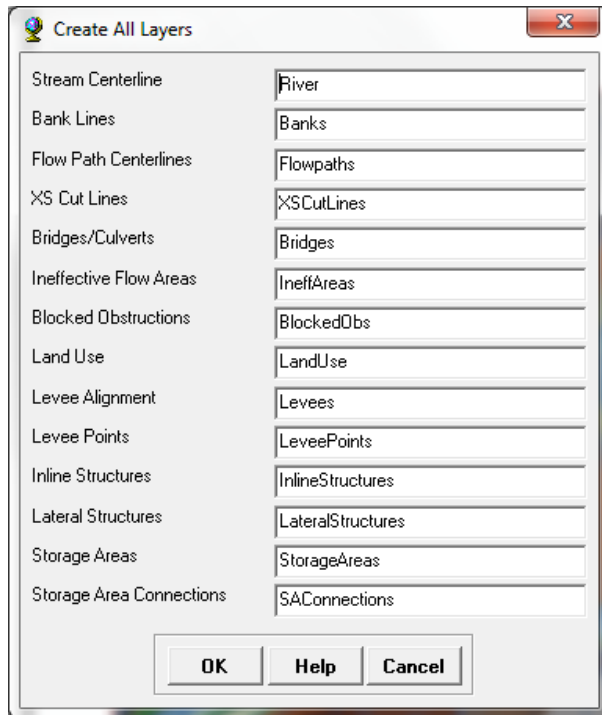 Create All Layers
Stream Centerline River
Bank Lines Banks
Flow Path Centerlines Flowpaths
XS Cut Lines XSCutLines
Bridges/Culverts Bridges
Ineffective Flow Areas IneffAreas
Blocked Obstructions BlockedObs
Land Use LandUse
Levee Alignment Levees
Levee Points LeveePoints
Inline Structures InlineStructures
Lateral Structures LateralStructures
Storage Areas StorageAreas
Storage Area Connections SAConnections
OK Help Cancel